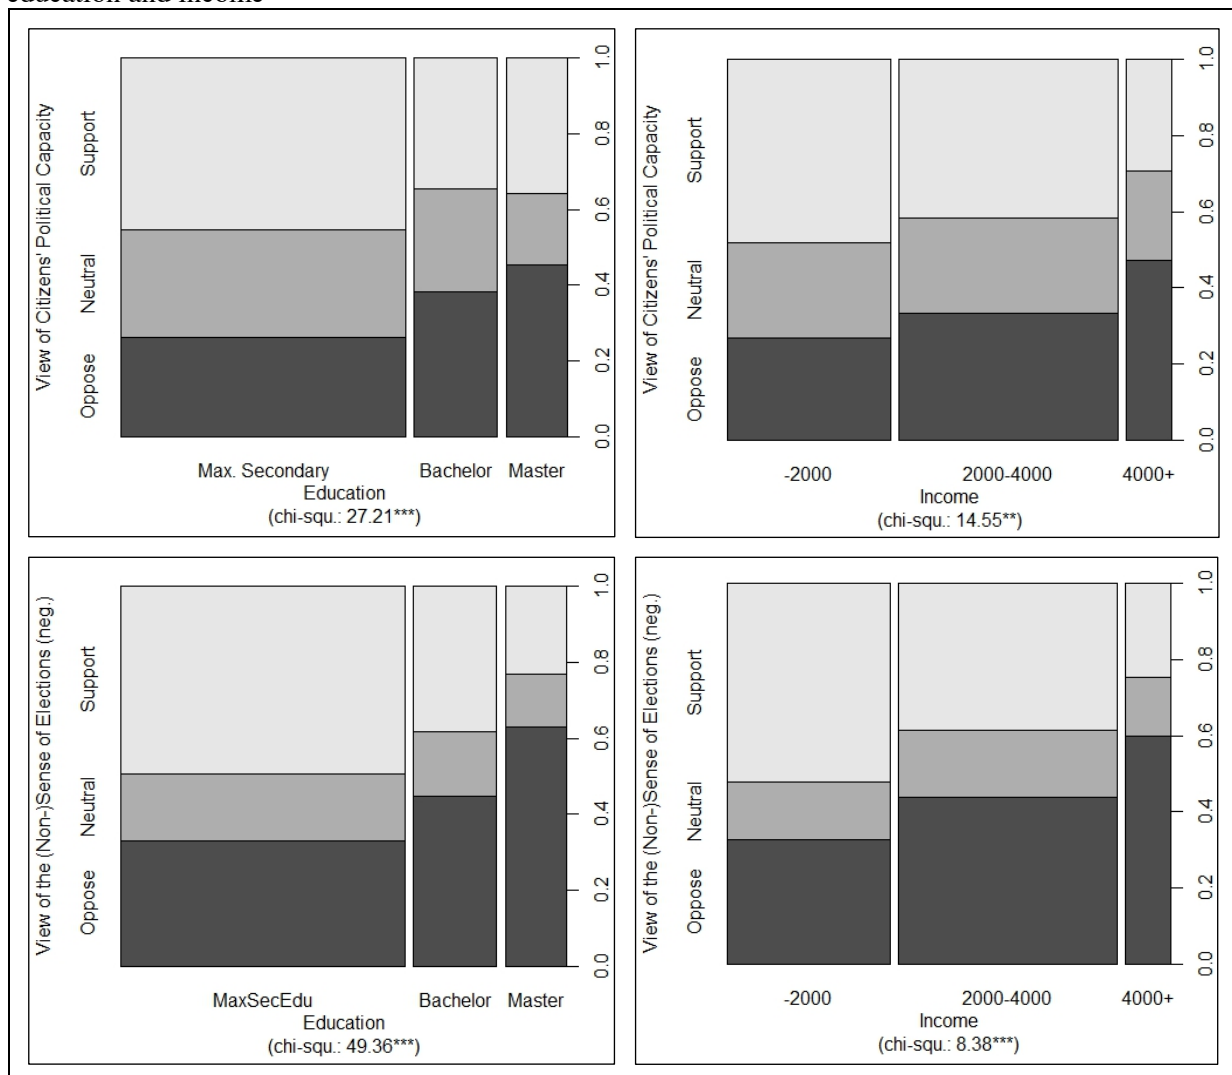 education and income
View of Citizens' Political Capacity
Oppose Neutral Support
0.0 0.2 0.4 0.6 0.8 1.0
Max. Secondary Bachelor Master
Education
(chi-squ.: 27.21***)
View of Citizens' Political Capacity
Oppose Neutral Support
0.0 0.2 0.4 0.6 0.8 1.0
-2000 2000-4000 4000+
Income
(chi-squ.: 14.55**)
View of the (Non-)Sense of Elections (neg.)
Oppose Neutral Support
0.0 0.2 0.4 0.6 0.8 1.0
MaxSecEdu Bachelor Master
Education
(chi-squ.: 49.36***)
View of the (Non-)Sense of Elections (neg.)
Oppose Neutral Support
0.0 0.2 0.4 0.6 0.8 1.0
-2000 2000-4000 4000+
Income
(chi-squ.: 8.38***)